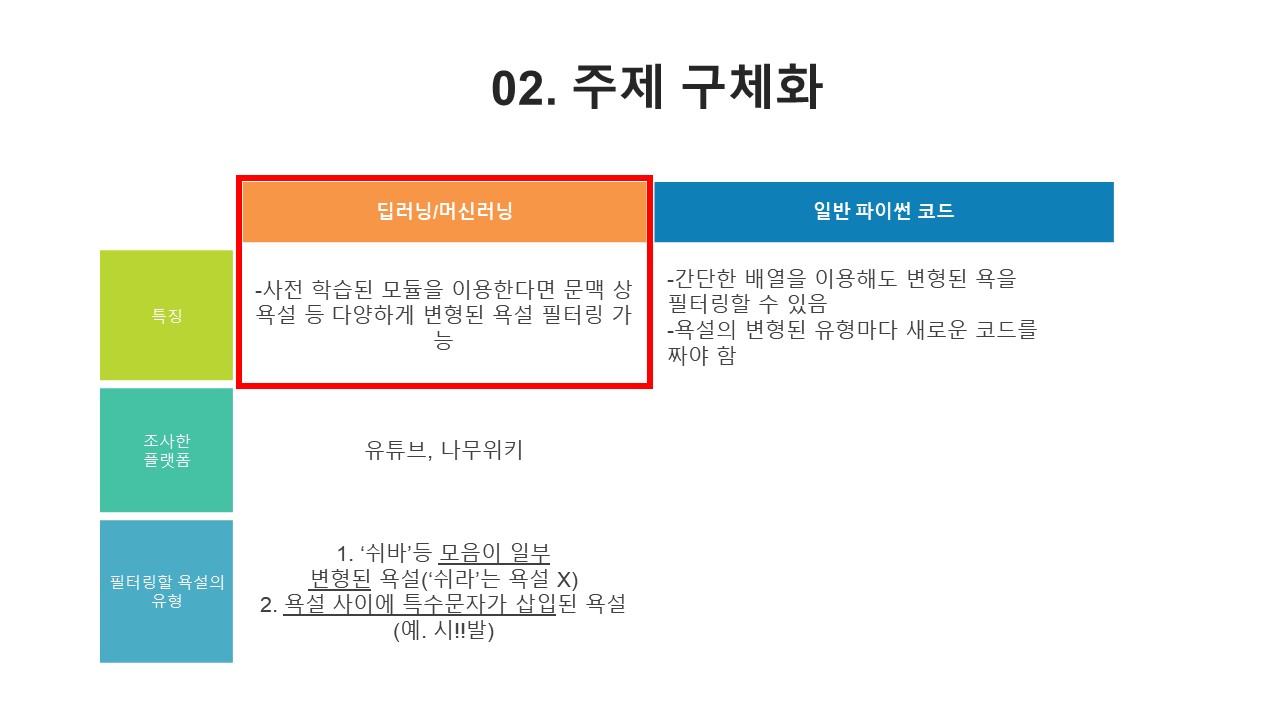 02. 주제 구체화
딥러닝/머신러닝
일반 파이썬 코드
특징
-사전 학습된 모듈을 이용한다면 문맥 상
욕설 등 다양하게 변형된 욕설 필터링 가
능
-간단한 배열을 이용해도 변형된 욕을
필터링할 수 있음
-욕설의 변형된 유형마다 새로운 코드를
짜야 함
조사한
플랫폼
유튜브, 나무위키
필터링할 욕설의
유형
1. ‘쉬바’등 모음이 일부
변형된 욕설(‘쉬라’는 욕설 X)
2. 욕설 사이에 특수문자가 삽입된 욕설
(예. 시!!발)